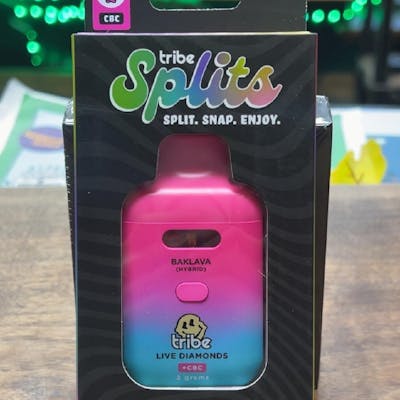 CBC
tribe
Splits
SPLIT. SNAP. ENJOY.
BAKLAVA
(HYBRID)
tribe
LIVE DIAMONDS
+CBC
2 grams